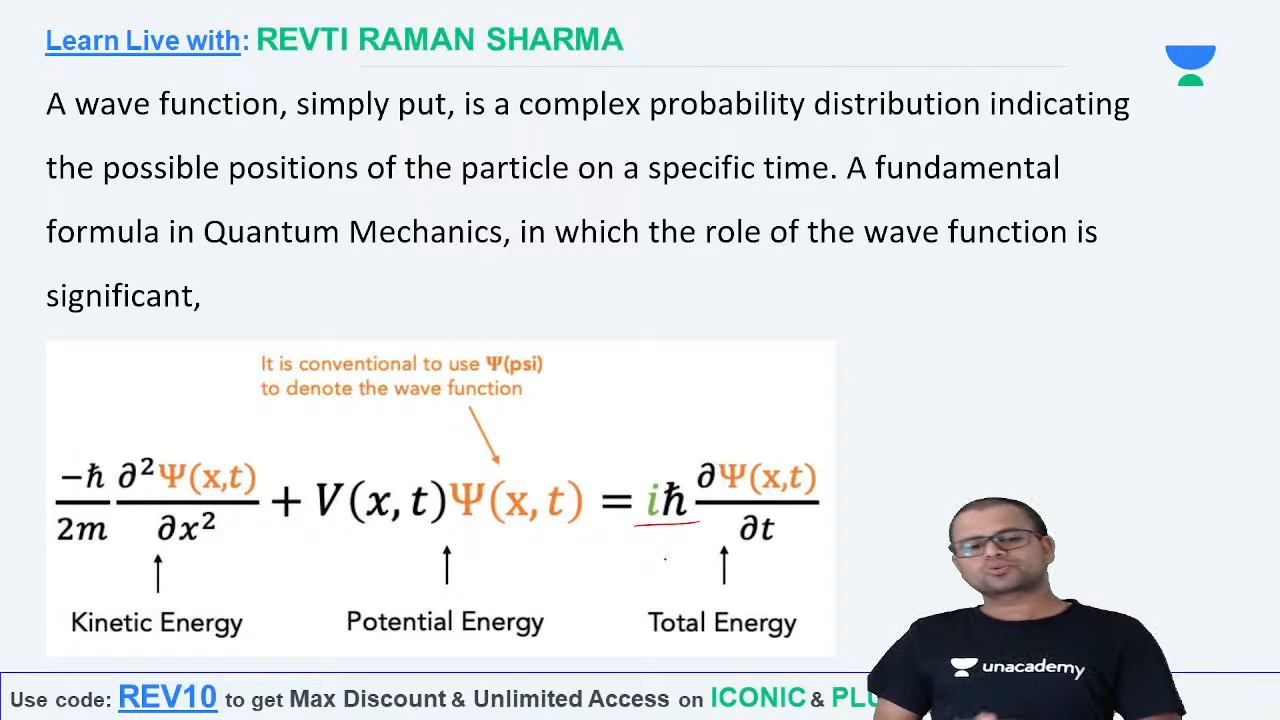 Learn Live with: REVTI RAMAN SHARMA
A wave function, simply put, is a complex probability distribution indicating
the possible positions of the particle on a specific time. A fundamental
formula in Quantum Mechanics, in which the role of the wave function is
significant,
It is conventional to use Ψ(psi)
to denote the wave function
−ħ/2m ∂²Ψ(x,t)/∂x² + V(x, t)Ψ(x, t) = iħ ∂Ψ(x,t)/∂t
Kinetic Energy Potential Energy Total Energy
unacademy
Use code: REV10 to get Max Discount & Unlimited Access on ICONIC & PLU